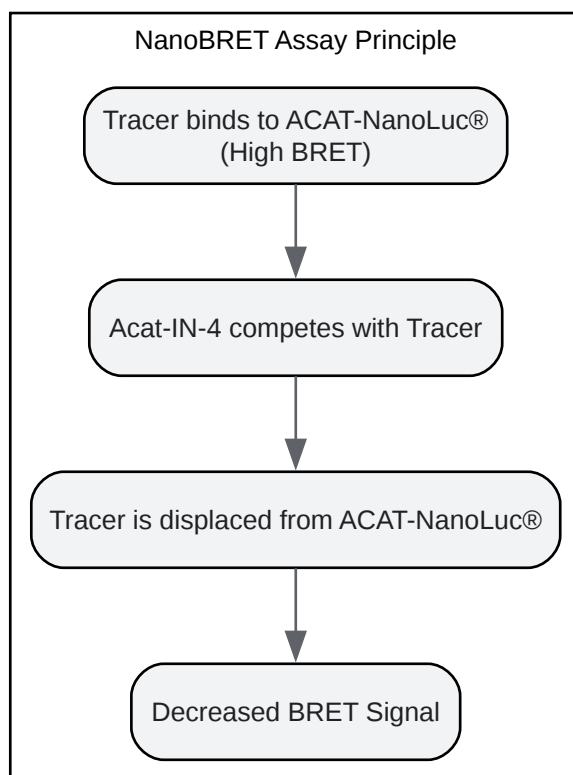 NanoBRET Assay Principle
Tracer binds to ACAT-NanoLuc®
(High BRET)
Acat-IN-4 competes with Tracer
Tracer is displaced from ACAT-NanoLuc®
Decreased BRET Signal